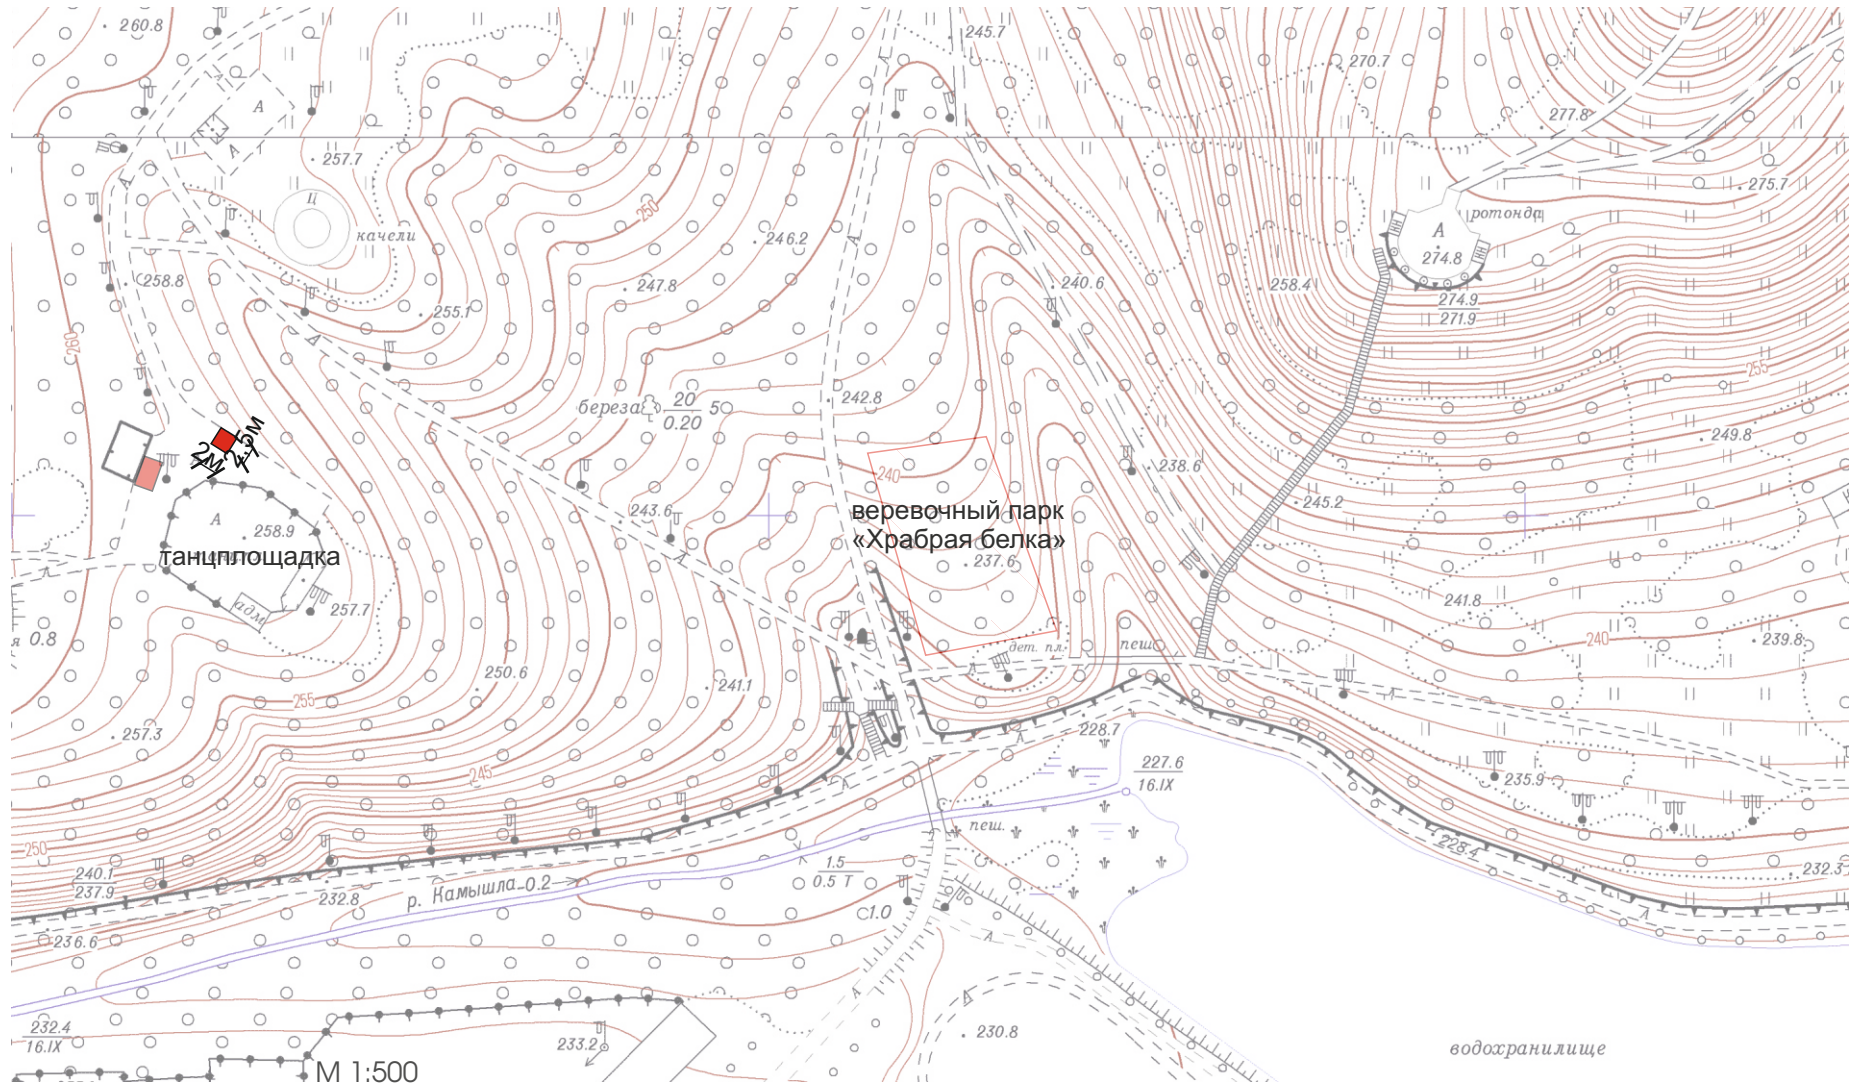 260.8
245.7
270.7
А
277.8
А
257.7
А
275.7
Ц
250
ротонда
качели
246.2
А
А
274.8
258.8
247.8
240.6
258.4
255.1
274.9
271.9
260
А
255
береза 20 5
0.20
242.8
5м
2м
249.8
238.6
240
245.2
А
258.9
243.6
веревочный парк
«Храбрая белка»
танцплощадка
237.6
А
А
адм
257.7
241.8
я 0.8
240
239.8
дет. пл.
пеш
250.6
241.1
А
А
255
257.3
228.7
А
245
227.6
16.IX
235.9
А
250
пеш.
228.4
240.1
237.9
1.5
0.5 Т
232.3
р. Камышла 0.2
232.8
1.0
А
236.6
А
А
А
232.4
16.IX
233.2
230.8
водохранилище
М 1:500